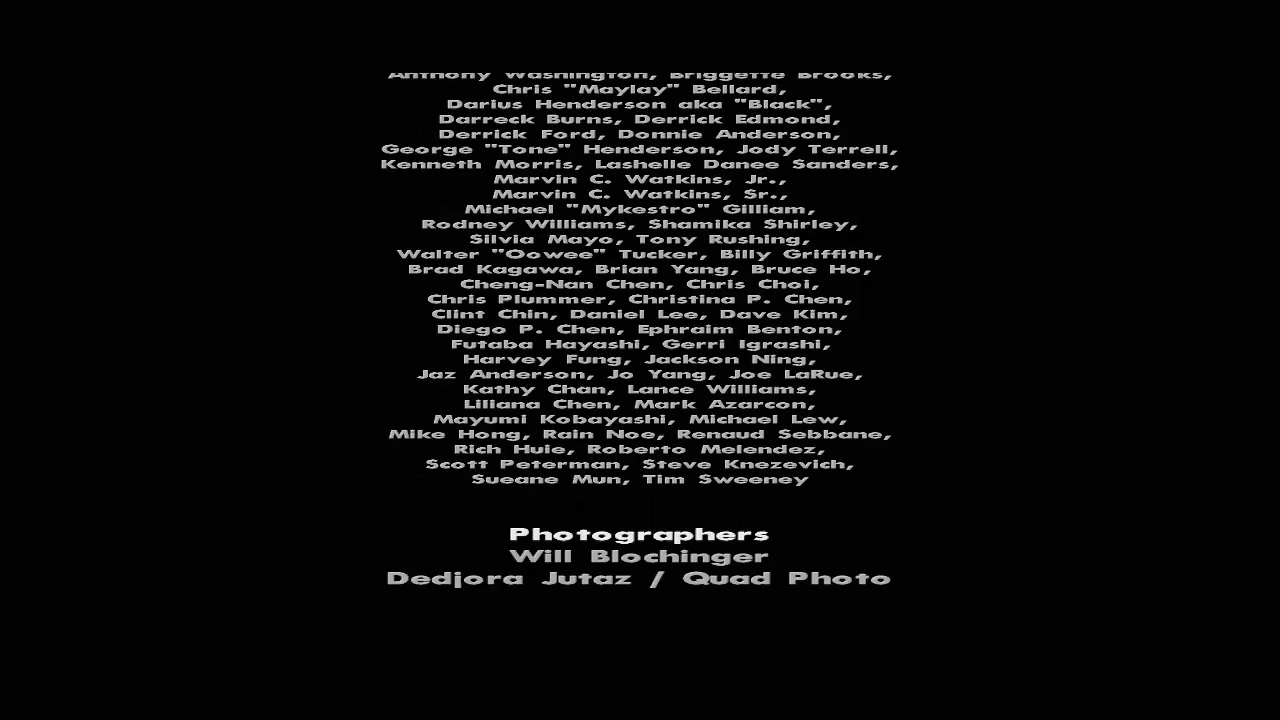 Anthony Washington, Briggette Brooks,
Chris "Maylay" Bellard,
Darius Henderson aka "Black",
Darreck Burns, Derrick Edmond,
Derrick Ford, Donnie Anderson,
George "Tone" Henderson, Jody Terrell,
Kenneth Morris, Lashelle Danee Sanders,
Marvin C. Watkins, Jr.,
Marvin C. Watkins, Sr.,
Michael "Mykestro" Gilliam,
Rodney Williams, Shamika Shirley,
Silvia Mayo, Tony Rushing,
Walter "Oowee" Tucker, Billy Griffith,
Brad Kagawa, Brian Yang, Bruce Ho,
Cheng-Nan Chen, Chris Choi,
Chris Plummer, Christina P. Chen,
Clint Chin, Daniel Lee, Dave Kim,
Diego P. Chen, Ephraim Benton,
Futaba Hayashi, Gerri Igrashi,
Harvey Fung, Jackson Ning,
Jaz Anderson, Jo Yang, Joe LaRue,
Kathy Chan, Lance Williams,
Liliana Chen, Mark Azarcon,
Mayumi Kobayashi, Michael Lew,
Mike Hong, Rain Noe, Renaud Sebbane,
Rich Huie, Roberto Melendez,
Scott Peterman, Steve Knezevich,
Sueane Mun, Tim Sweeney
Photographers
Will Blochinger
Dedjora Jutaz / Quad Photo